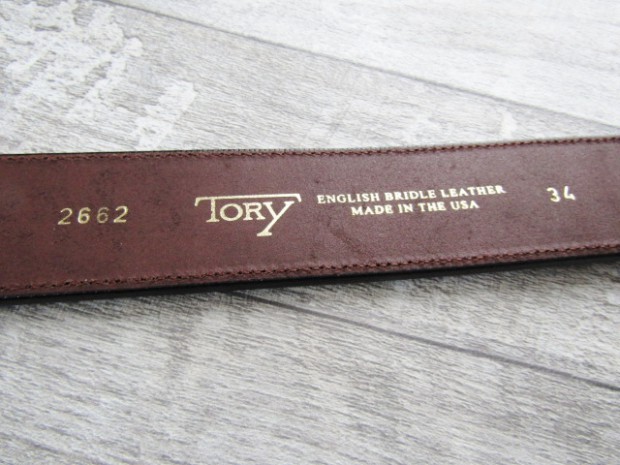 2662
TORY
ENGLISH BRIDLE LEATHER
MADE IN THE USA
34